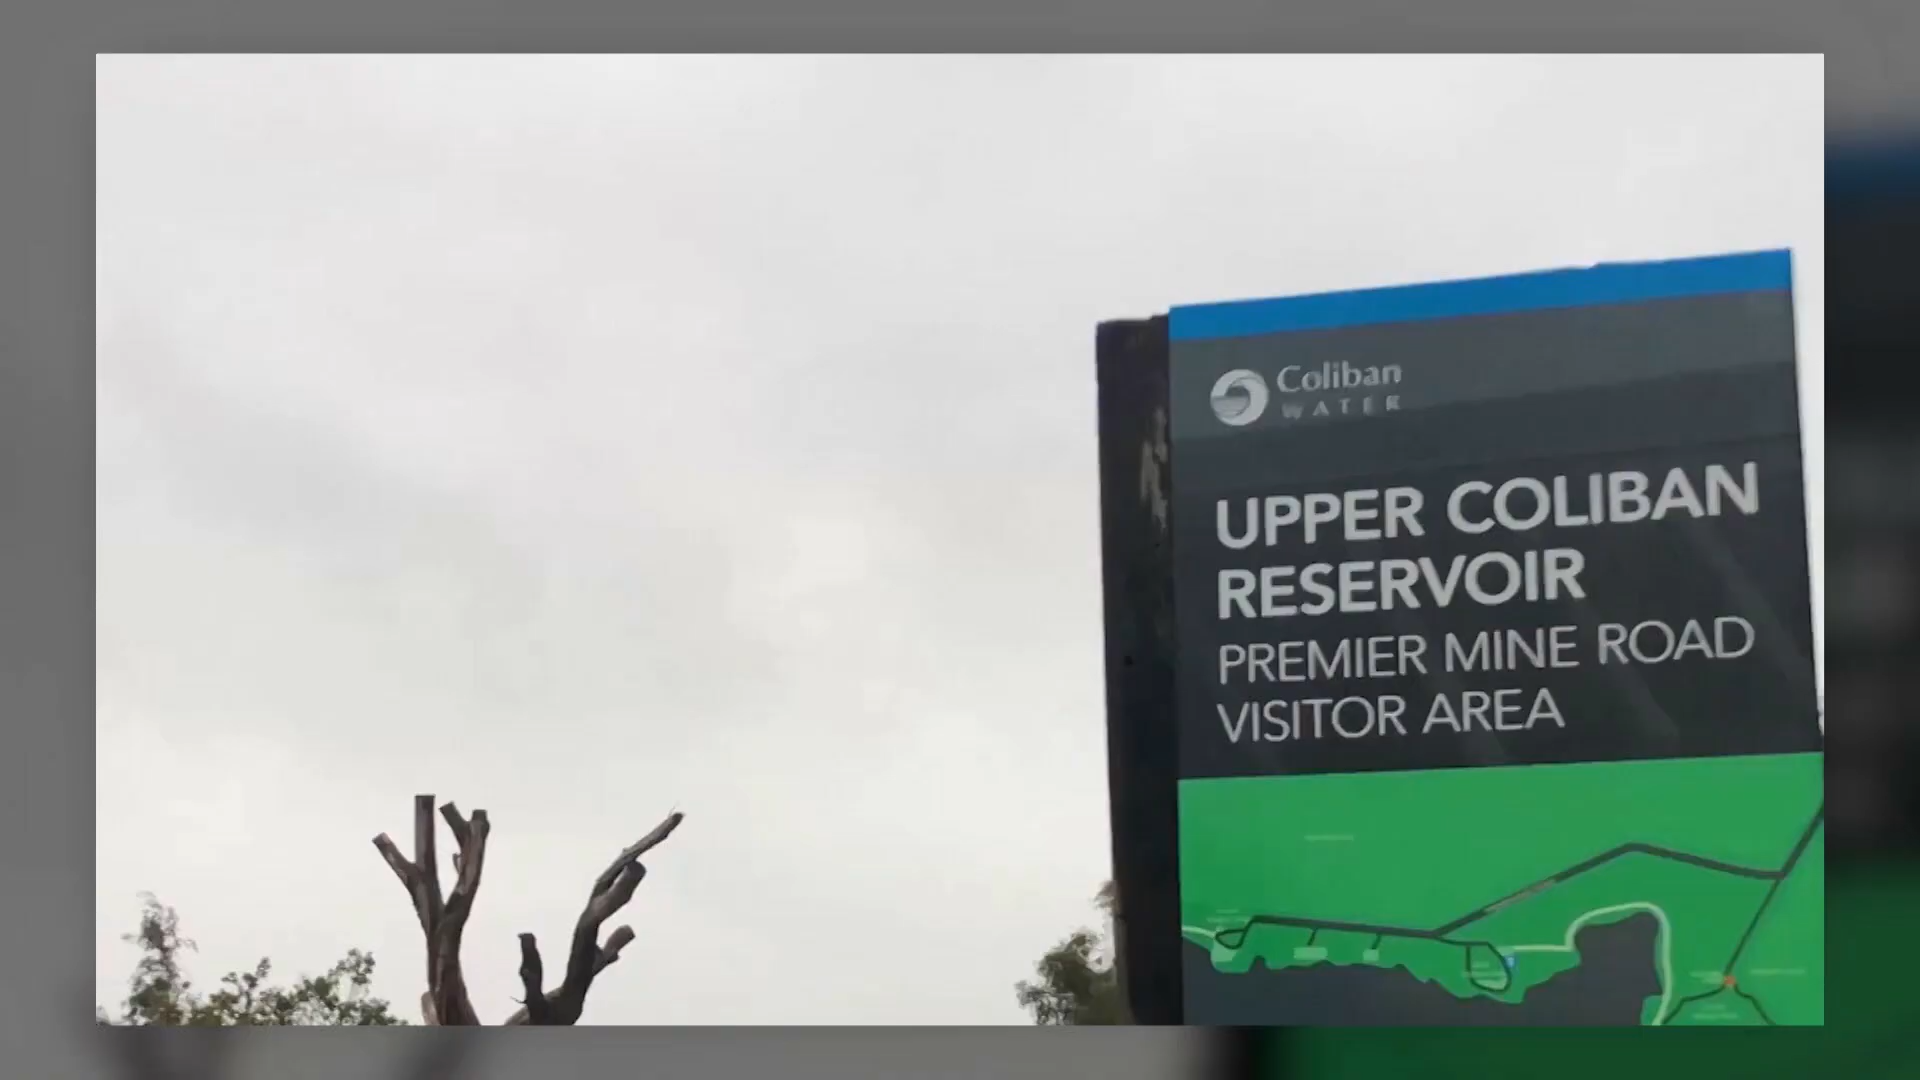 Coliban
WATER
UPPER COLIBAN
RESERVOIR
PREMIER MINE ROAD
VISITOR AREA